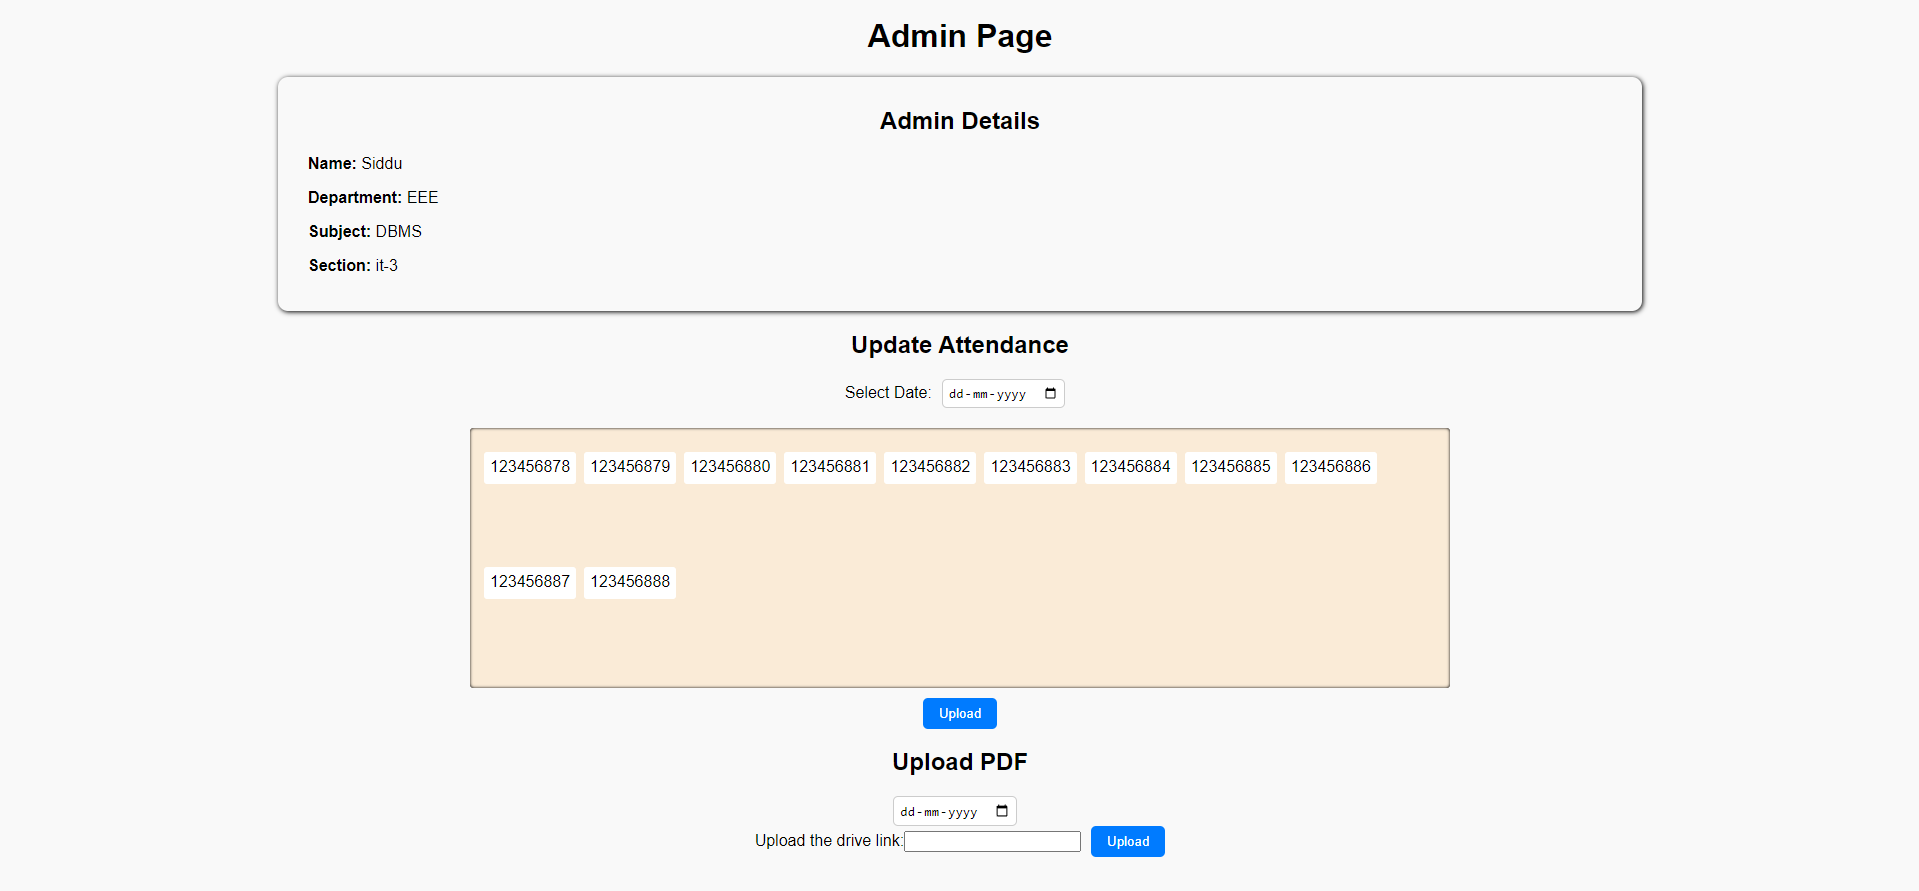 Admin Page
Admin Details
Name: Siddu
Department: EEE
Subject: DBMS
Section: it-3
Update Attendance
Select Date: dd-mm-yyyy
123456878 123456879 123456880 123456881 123456882 123456883 123456884 123456885 123456886
123456887 123456888
Upload
Upload PDF
dd-mm-yyyy
Upload the drive link: Upload